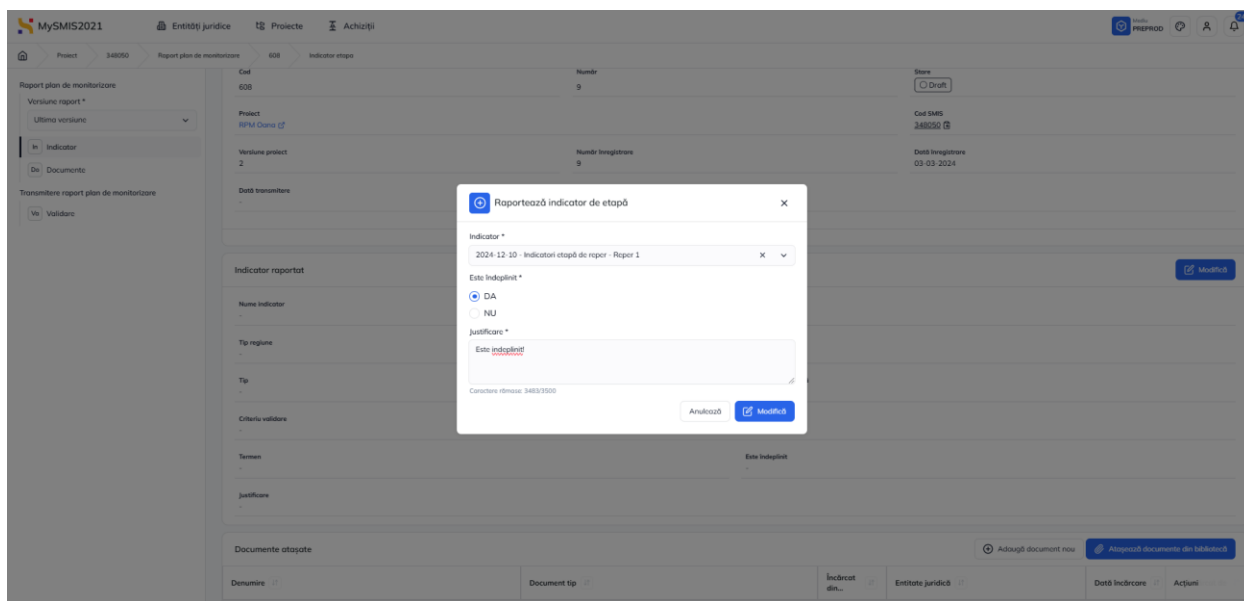 MySMIS2021 Entități juridice Proiecte Achiziții Mediu PREPROD
Proiect 348050 Raport plan de monitorizare 608 Indicator etapa
Raport plan de monitorizare
Versiune raport *
Ultima versiune
In Indicator
Do Documente
Transmitere raport plan de monitorizare
Va Validare
Cod Număr Stare
608 9 Draft
Proiect Cod SMIS
RPM Dana 348050
Versiune proiect Număr înregistrare Dată înregistrare
2 9 03-03-2024
Dată transmitere
-
Raportează indicator de etapă
Indicator *
2024-12-10 - Indicatori etapă de reper - Reper 1
Este îndeplinit *
DA
NU
Justificare *
Este indeplinit!
Caractere rămase: 3483/3500
Anulează Modifică
Indicator raportat Modifică
Nume indicator
-
Tip regiune
-
Tip
-
Criteriu validare
-
Termen Este îndeplinit
- -
Justificare
-
Documente atașate Adaugă document nou Atașează documente din bibliotecă
Denumire Document tip Încărcat din... Entitate juridică Dată încărcare Acțiuni